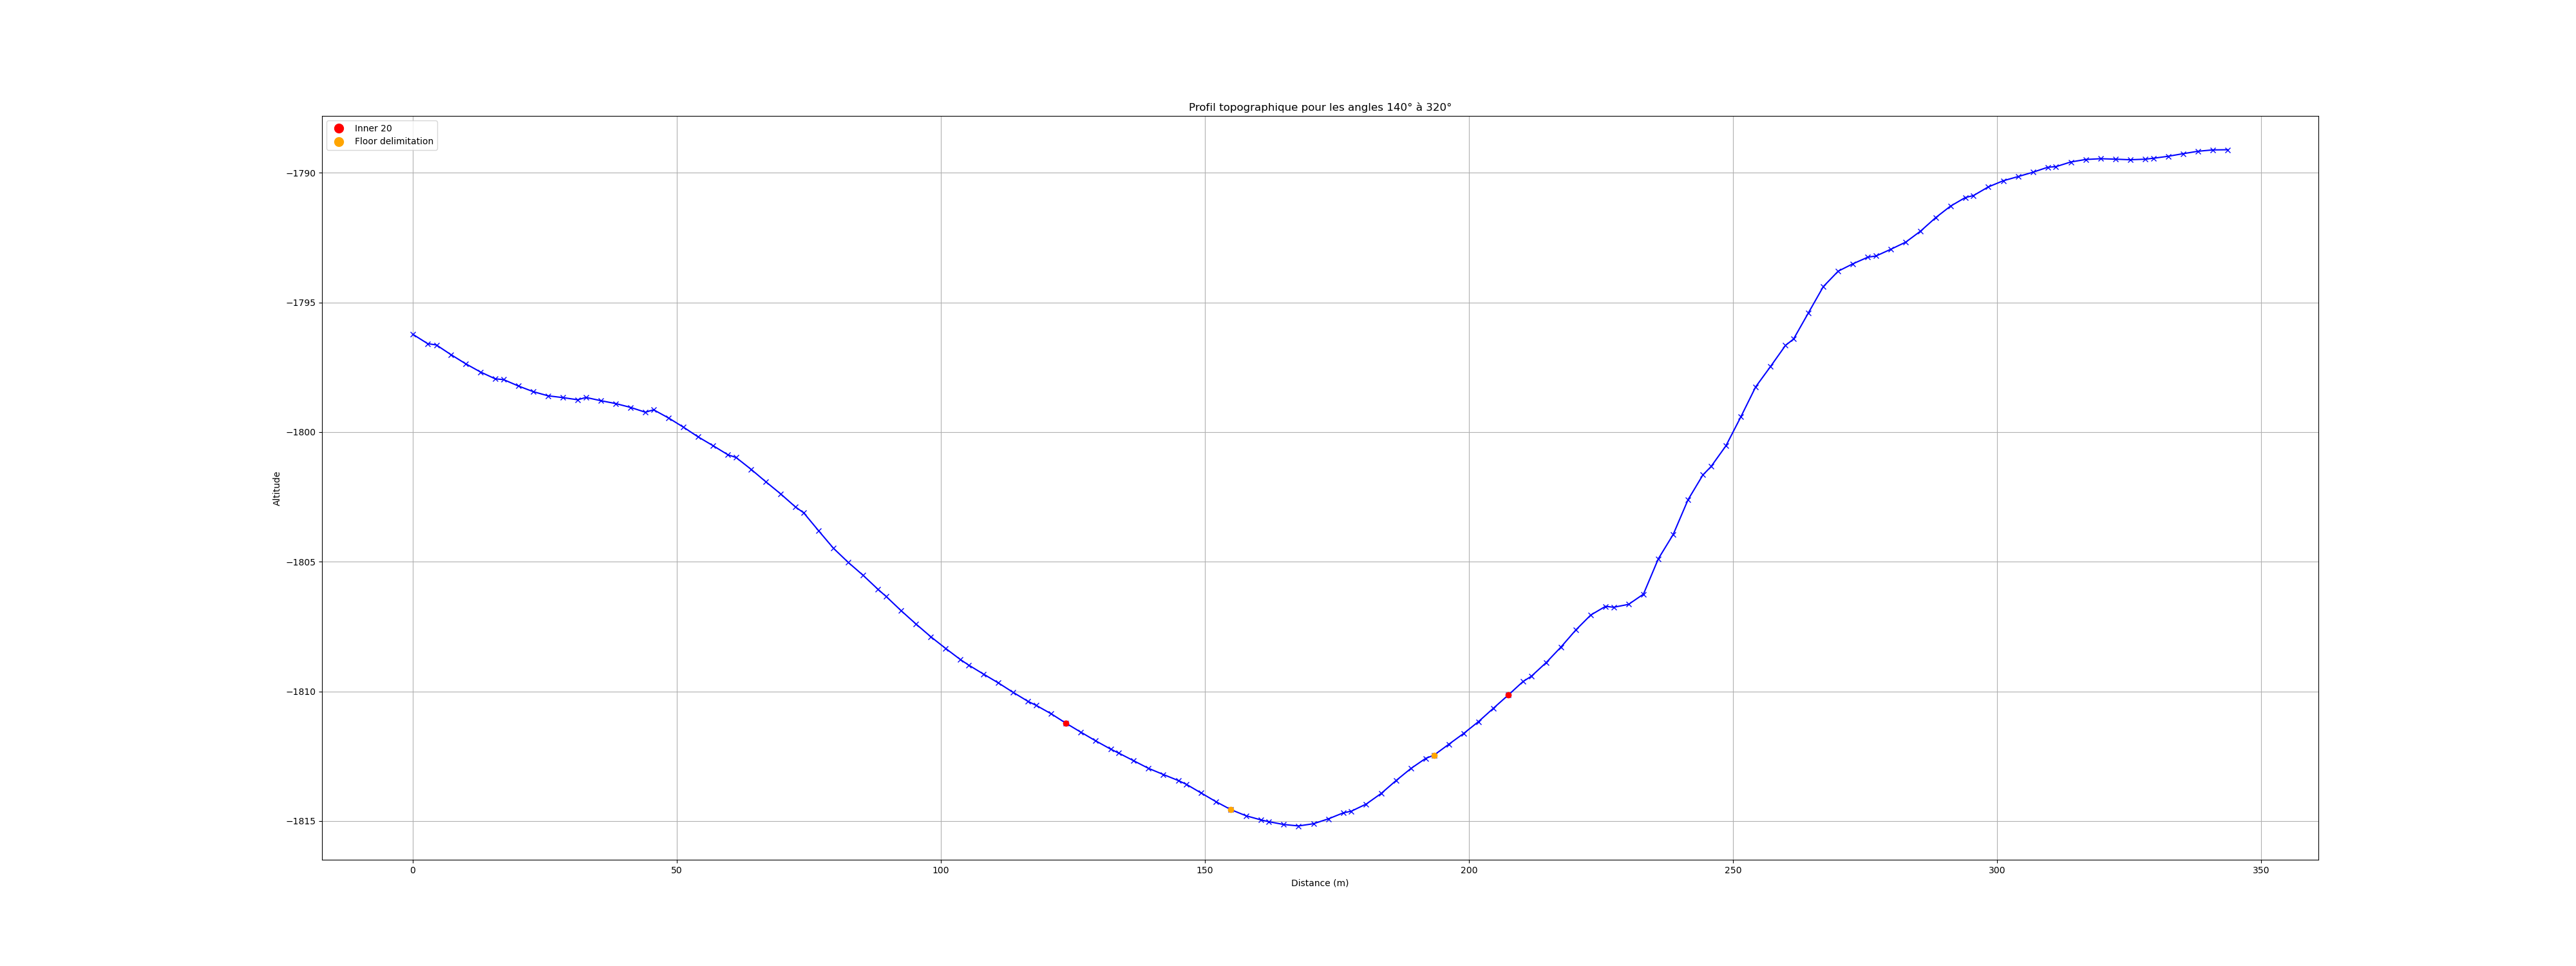 Profil topographique pour les angles 140° à 320°
Inner 20
Floor delimitation
−1790
−1795
−1800
−1805
−1810
−1815
Altitude
0 50 100 150 200 250 300 350
Distance (m)